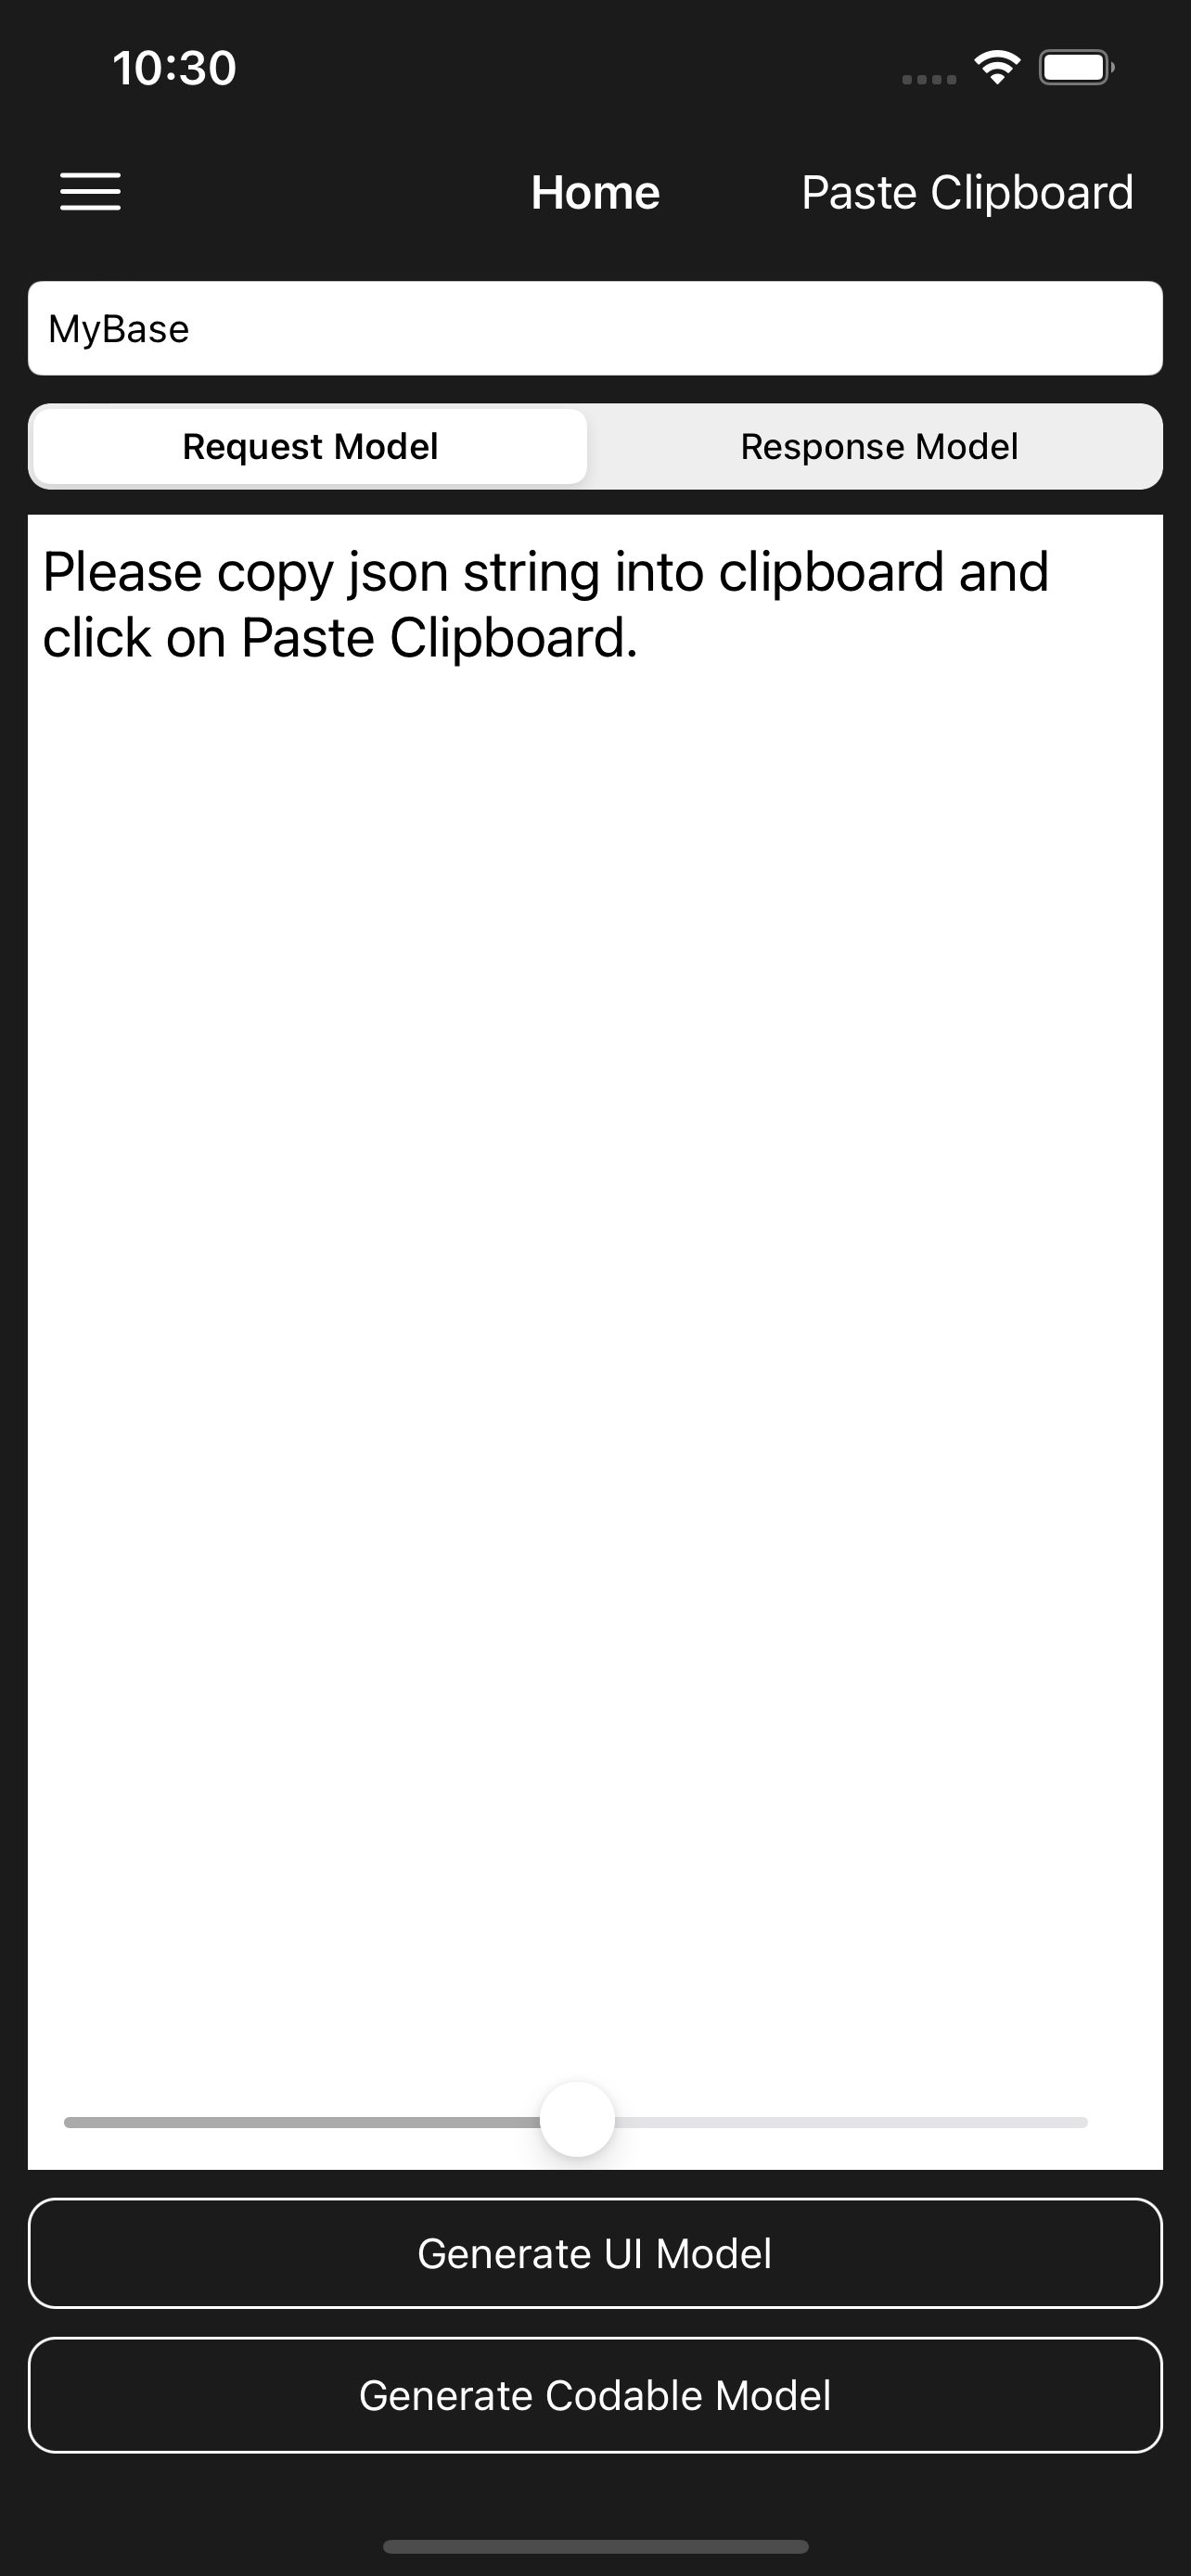 10:30
Home
Paste Clipboard
MyBase
Request Model
Response Model
Please copy json string into clipboard and
click on Paste Clipboard.
Generate UI Model
Generate Codable Model